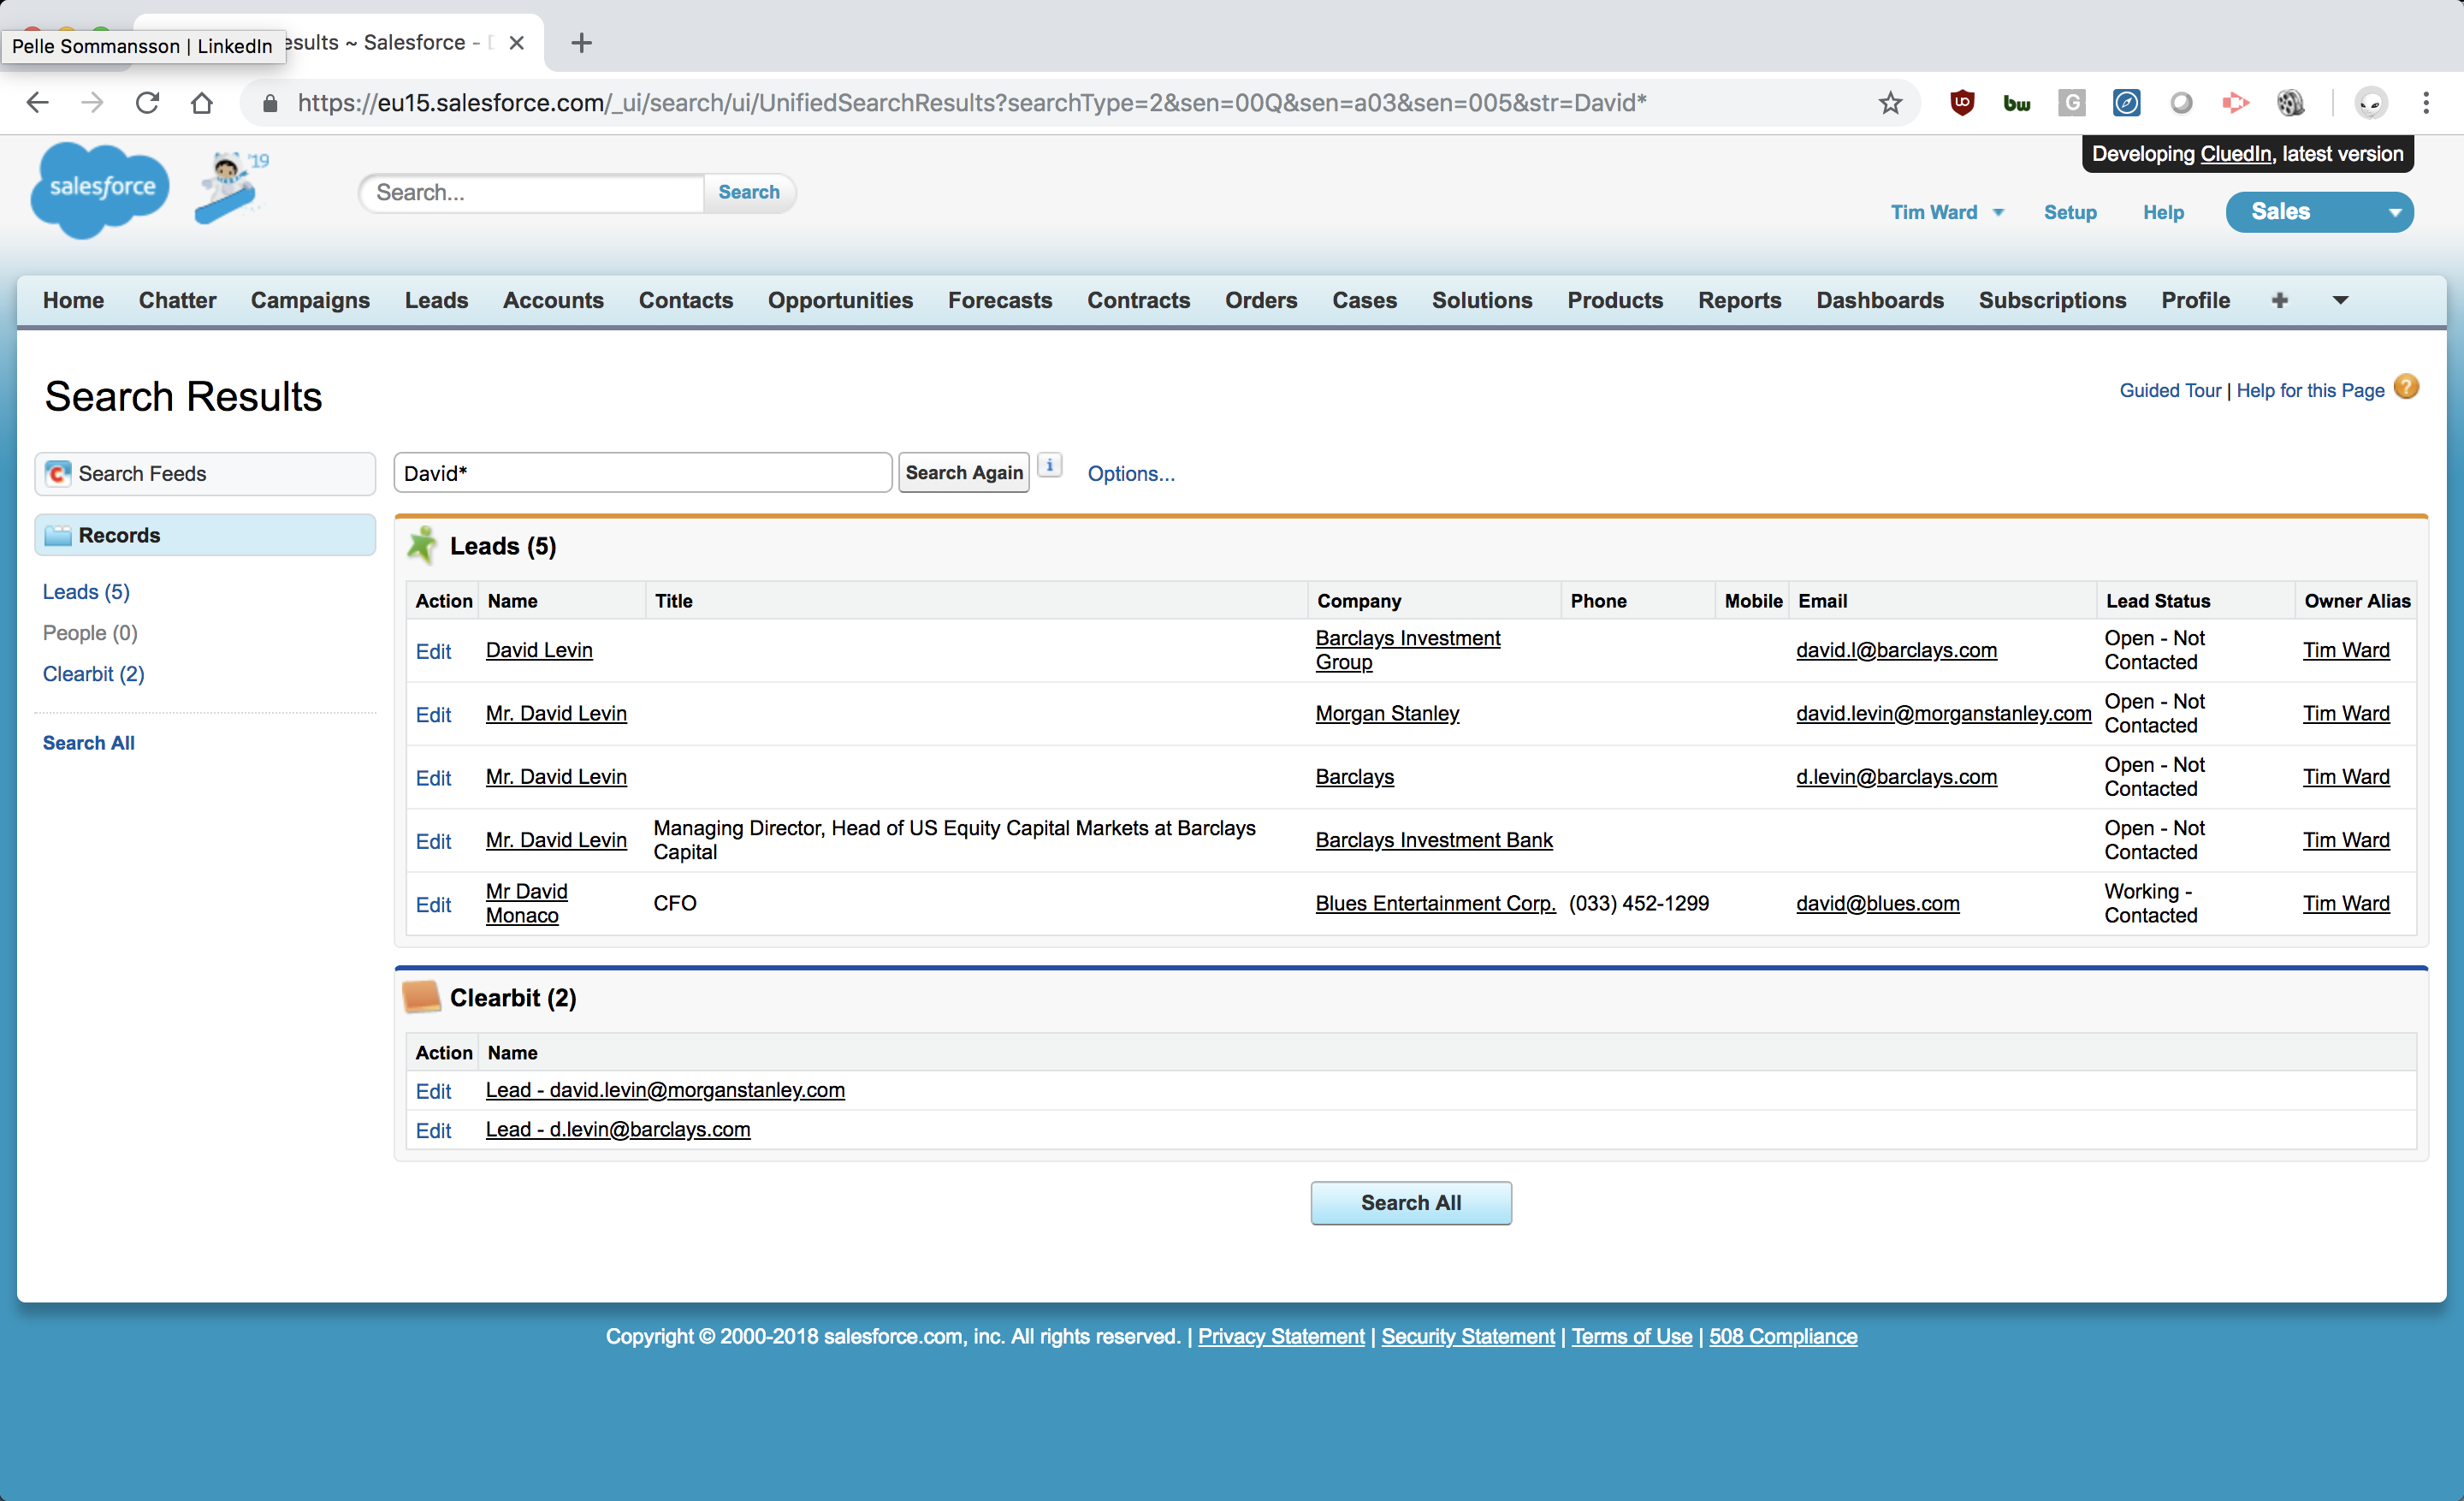 Pelle Sommansson | LinkedIn
esults ~ Salesforce -
https://eu15.salesforce.com/_ui/search/ui/UnifiedSearchResults?searchType=2&sen=00Q&sen=a03&sen=005&str=David*
bw
G
Developing CluedIn, latest version
salesforce
'19
Search...
Search
Tim Ward
Setup
Help
Sales
Home Chatter Campaigns Leads Accounts Contacts Opportunities Forecasts Contracts Orders Cases Solutions Products Reports Dashboards Subscriptions Profile +
Search Results
Guided Tour | Help for this Page ?
Search Feeds
Records
Leads (5)
People (0)
Clearbit (2)
Search All
David*
Search Again
i
Options...
Leads (5)
Action Name Title Company Phone Mobile Email Lead Status Owner Alias
Edit David Levin Barclays Investment Group david.l@barclays.com Open - Not Contacted Tim Ward
Edit Mr. David Levin Morgan Stanley david.levin@morganstanley.com Open - Not Contacted Tim Ward
Edit Mr. David Levin Barclays d.levin@barclays.com Open - Not Contacted Tim Ward
Edit Mr. David Levin Managing Director, Head of US Equity Capital Markets at Barclays Capital Barclays Investment Bank Open - Not Contacted Tim Ward
Edit Mr David Monaco CFO Blues Entertainment Corp. (033) 452-1299 david@blues.com Working - Contacted Tim Ward
Clearbit (2)
Action Name
Edit Lead - david.levin@morganstanley.com
Edit Lead - d.levin@barclays.com
Search All
Copyright © 2000-2018 salesforce.com, inc. All rights reserved. | Privacy Statement | Security Statement | Terms of Use | 508 Compliance